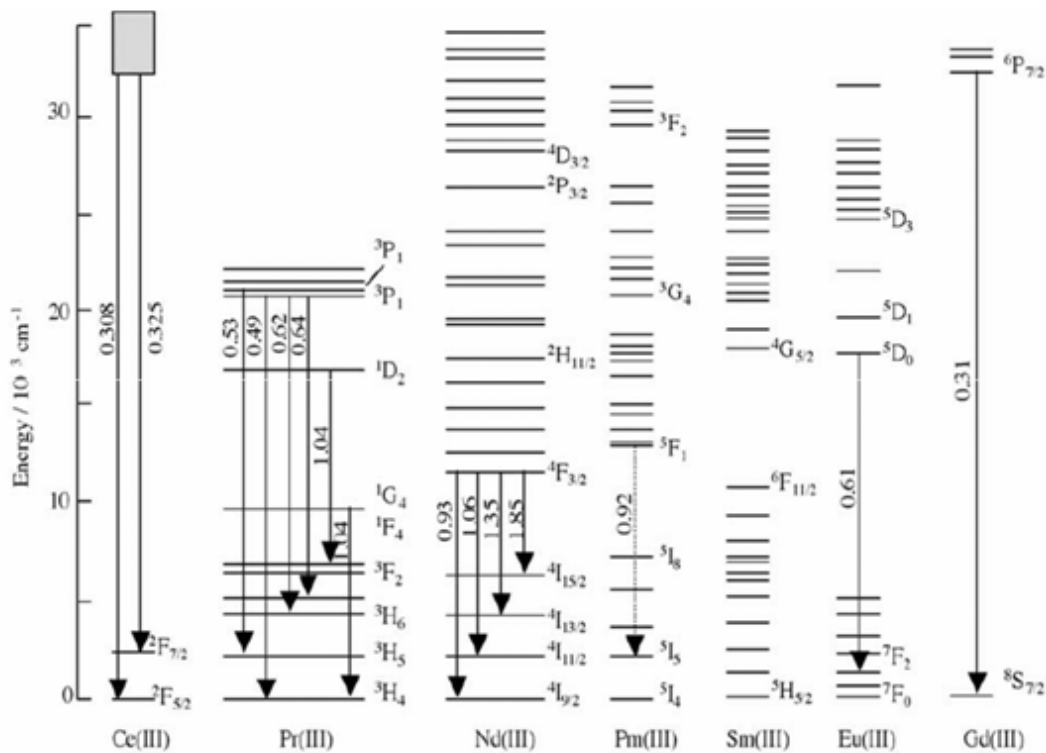 Energy / 10 ³ cm⁻¹
30
20
10
0
0.308
0.325
²F₇/₂
²F₅/₂
Ce(III)
³P₁
³P₁
0.53
0.49
0.62
0.64
¹D₂
1.04
¹G₄
1.04
¹F₄
³F₂
³H₆
³H₅
³H₄
Pr(III)
⁴D₃/₂
²P₃/₂
²H₁₁/₂
⁴F₃/₂
0.93
1.06
1.35
1.85
⁴I₁₅/₂
⁴I₁₃/₂
⁴I₁₁/₂
⁴I₉/₂
Nd(III)
³F₂
³G₄
⁵F₁
0.92
⁵I₈
⁵I₅
⁵I₄
Pm(III)
⁴G₅/₂
⁶F₁₁/₂
⁵H₅/₂
Sm(III)
⁵D₃
⁵D₁
⁵D₀
0.61
⁷F₂
⁷F₀
Eu(III)
⁶P₇/₂
0.31
⁸S₇/₂
Gd(III)